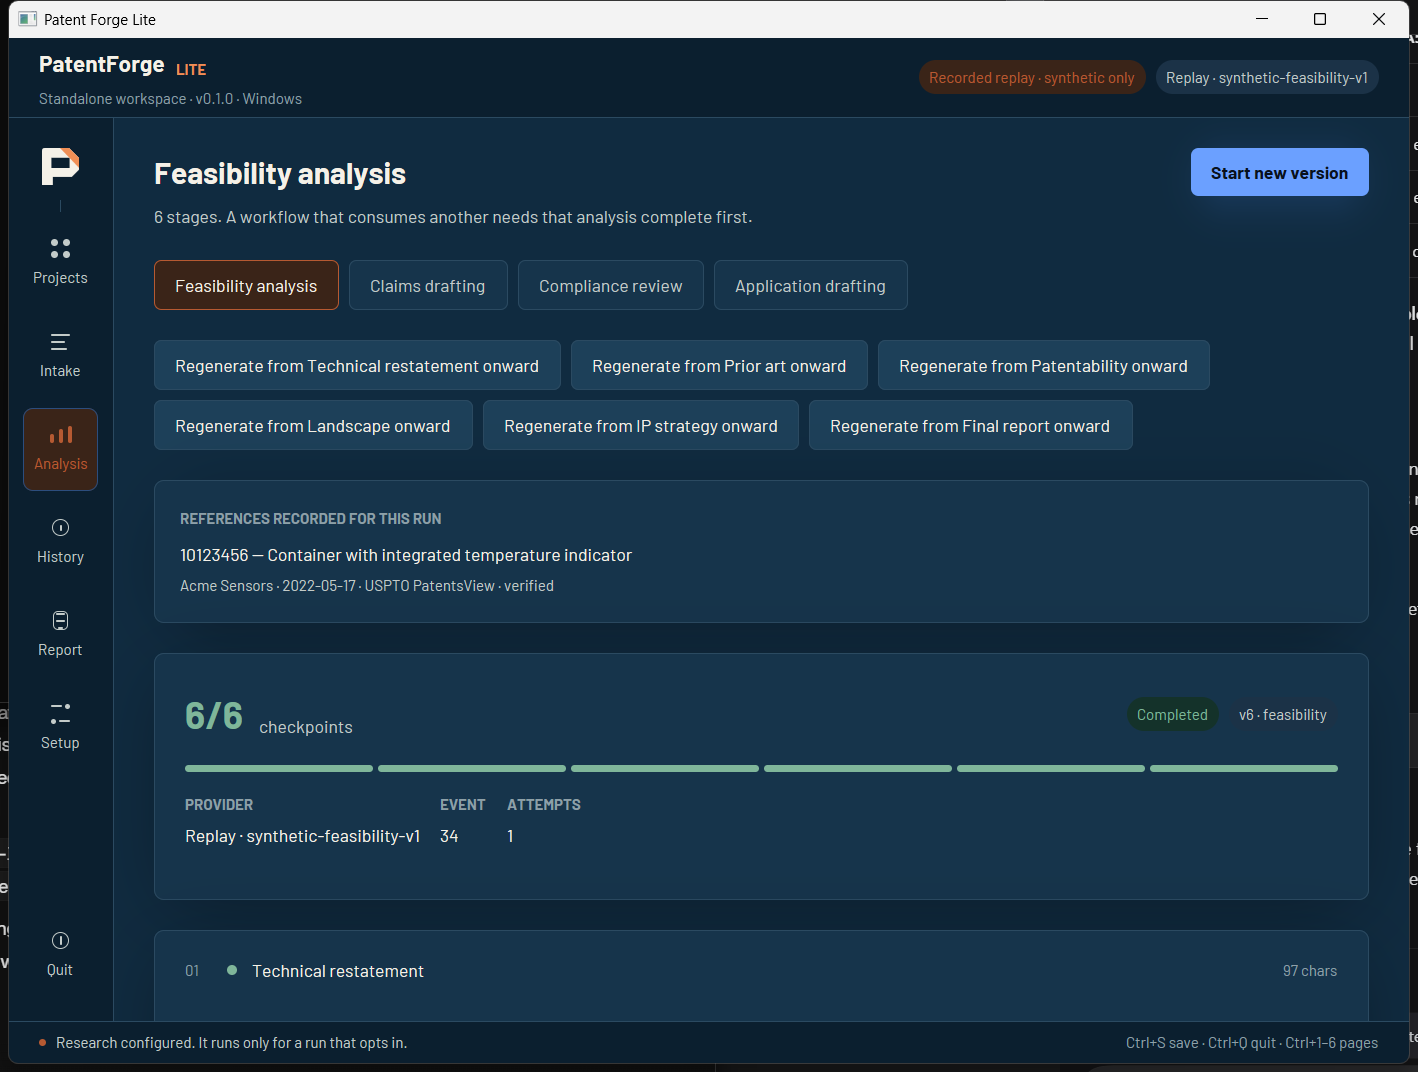 Patent Forge Lite
PatentForge LITE
Standalone workspace · v0.1.0 · Windows
Recorded replay · synthetic only
Replay · synthetic-feasibility-v1
Projects
Intake
Analysis
History
Report
Setup
Quit
Feasibility analysis
Start new version
6 stages. A workflow that consumes another needs that analysis complete first.
Feasibility analysis
Claims drafting
Compliance review
Application drafting
Regenerate from Technical restatement onward
Regenerate from Prior art onward
Regenerate from Patentability onward
Regenerate from Landscape onward
Regenerate from IP strategy onward
Regenerate from Final report onward
REFERENCES RECORDED FOR THIS RUN
10123456 — Container with integrated temperature indicator
Acme Sensors · 2022-05-17 · USPTO PatentsView · verified
6/6 checkpoints
Completed
v6 · feasibility
PROVIDER EVENT ATTEMPTS
Replay · synthetic-feasibility-v1 34 1
01 Technical restatement 97 chars
Research configured. It runs only for a run that opts in.
Ctrl+S save · Ctrl+Q quit · Ctrl+1–6 pages